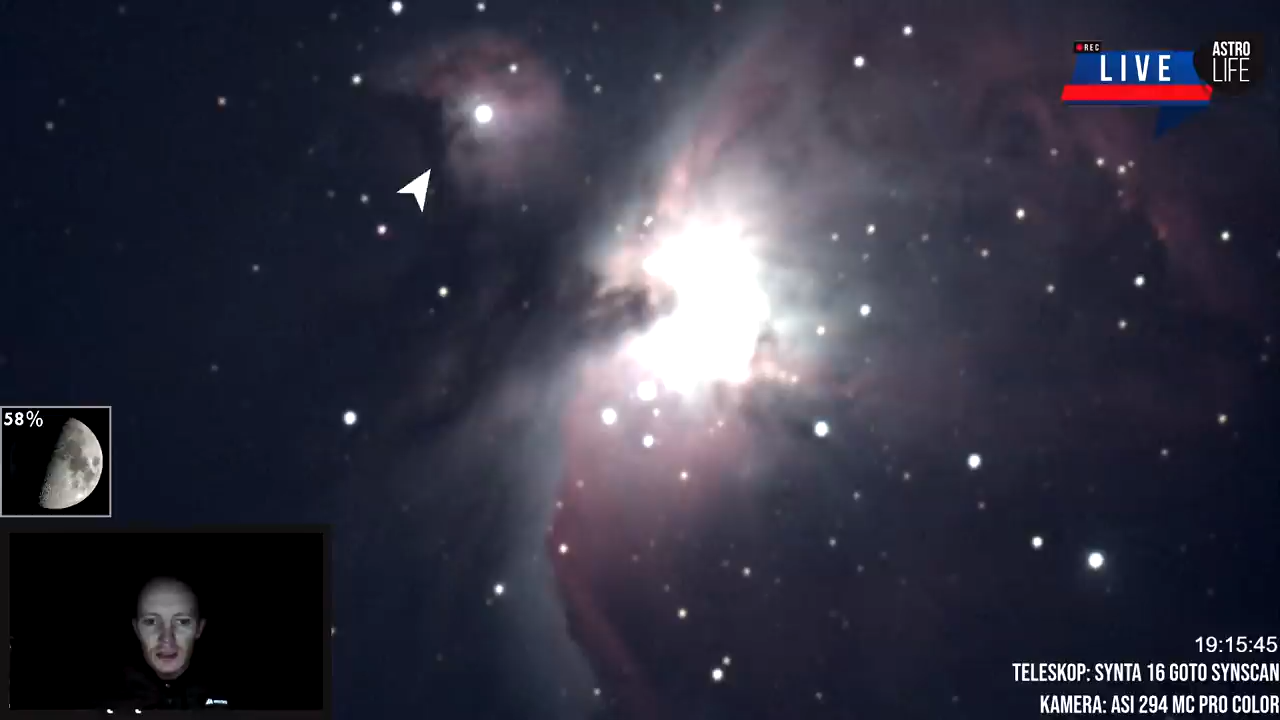 REC
LIVE
ASTRO
LIFE
58%
19:15:45
TELESKOP: SYNTA 16 GOTO SYNSCAN
KAMERA: ASI 294 MC PRO COLOR